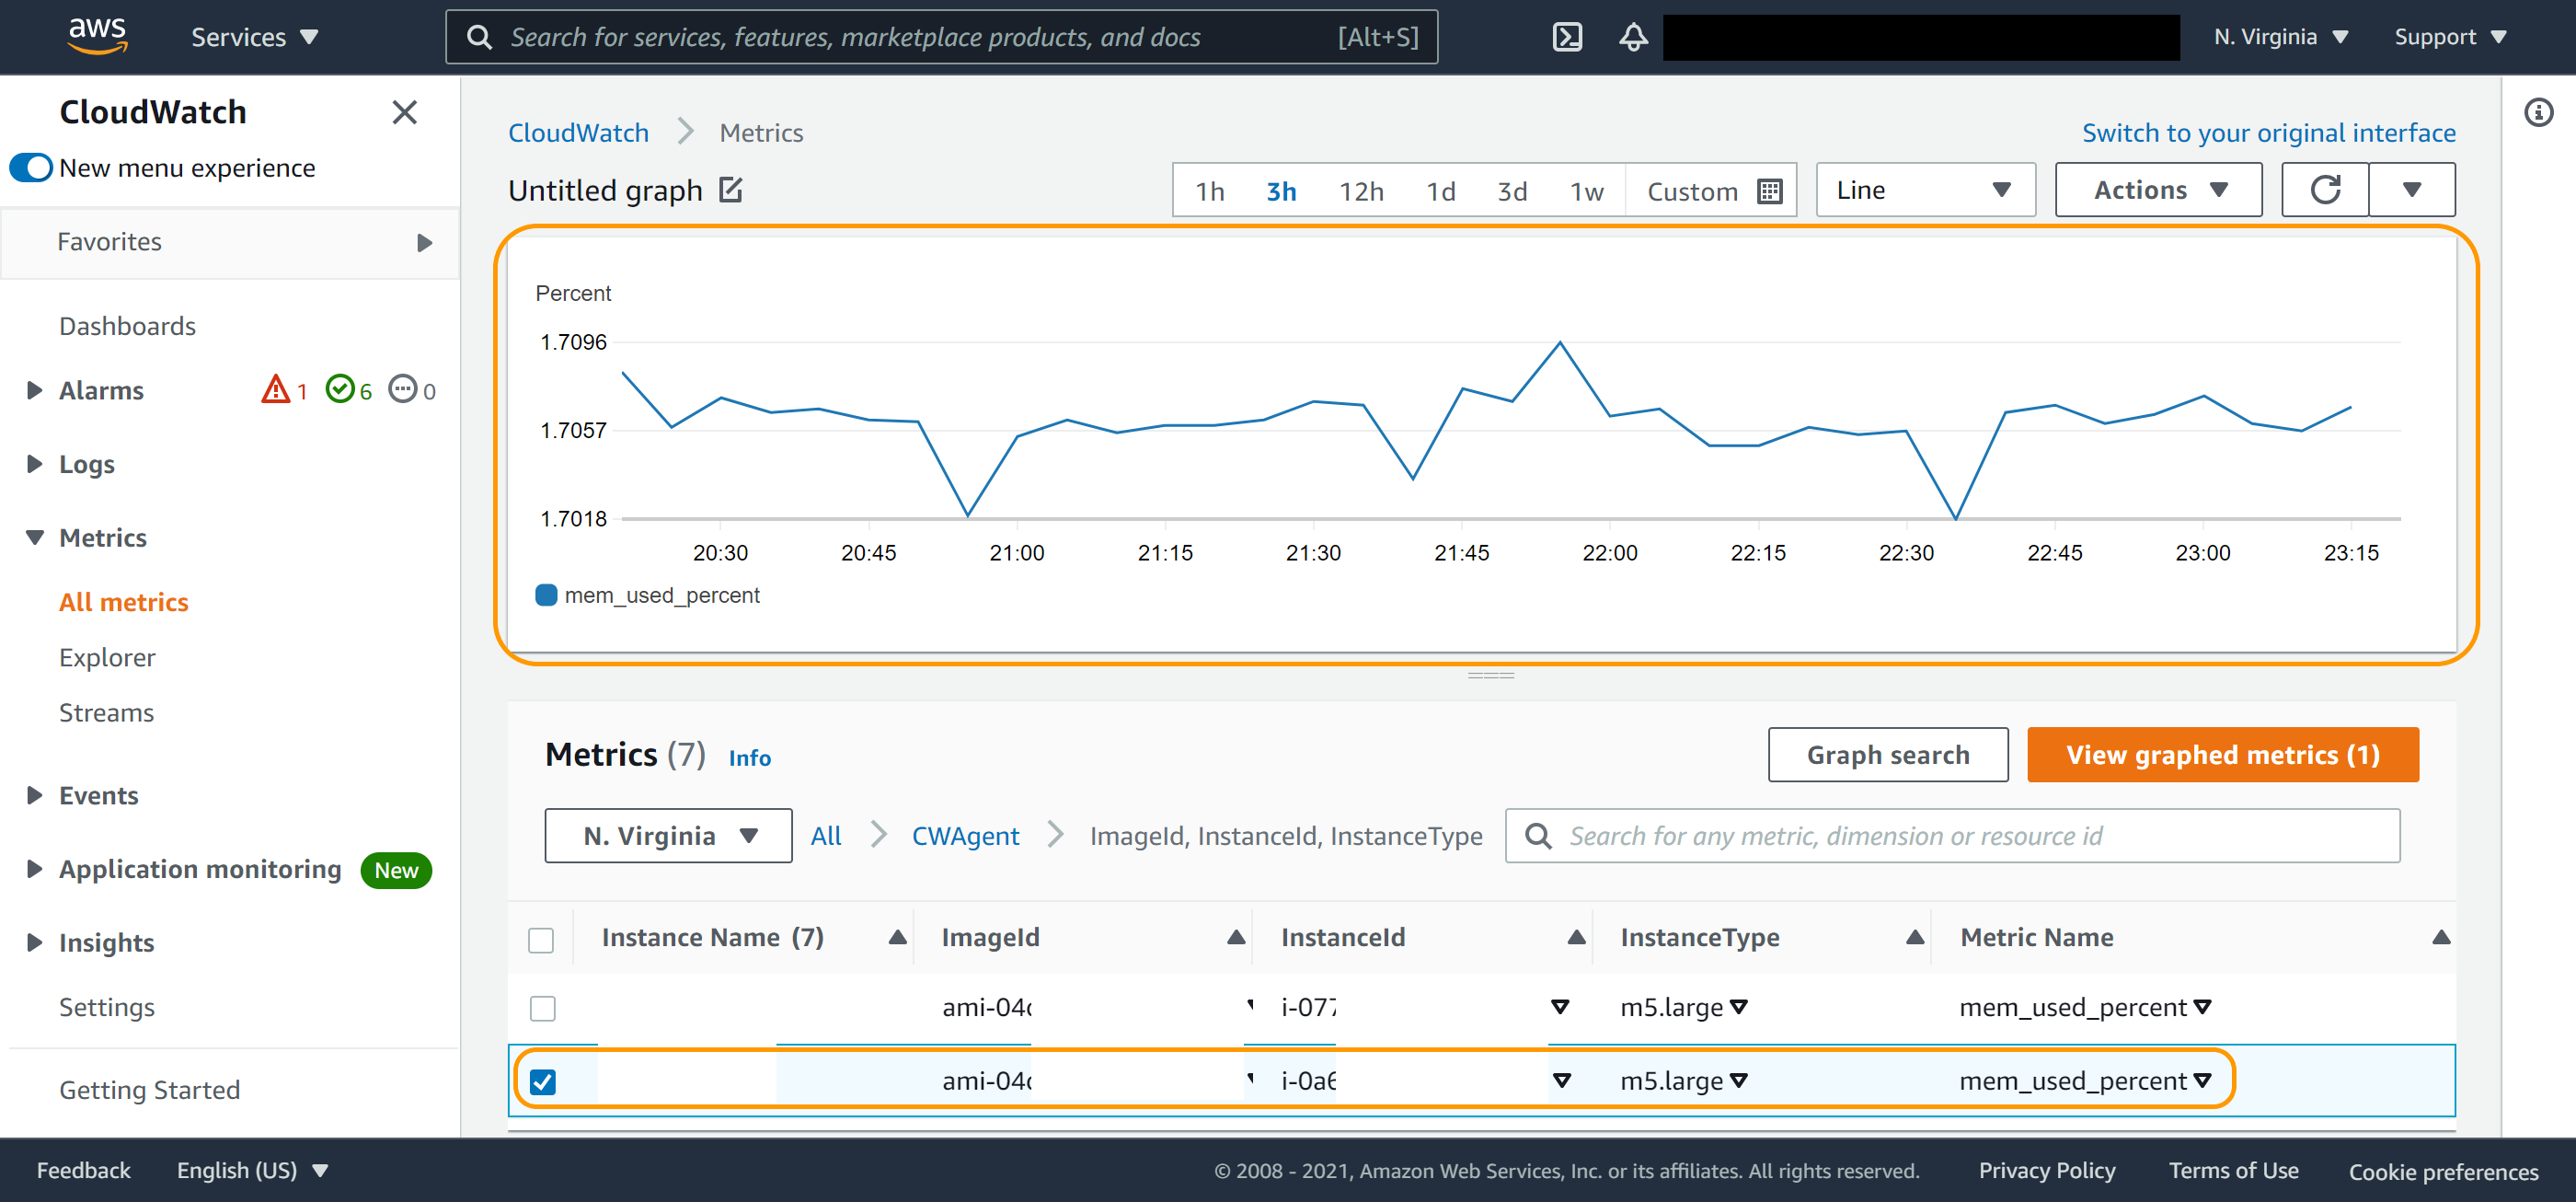 aws Services Search for services, features, marketplace products, and docs [Alt+S] N. Virginia Support
CloudWatch
New menu experience
Favorites
Dashboards
Alarms 1 6 0
Logs
Metrics
All metrics
Explorer
Streams
Events
Application monitoring New
Insights
Settings
Getting Started
CloudWatch Metrics
Switch to your original interface
Untitled graph
1h 3h 12h 1d 3d 1w Custom Line Actions
Percent
1.7096
1.7057
1.7018
20:30 20:45 21:00 21:15 21:30 21:45 22:00 22:15 22:30 22:45 23:00 23:15
mem_used_percent
Metrics (7) Info Graph search View graphed metrics (1)
N. Virginia All CWAgent ImageId, InstanceId, InstanceType Search for any metric, dimension or resource id
Instance Name (7) ImageId InstanceId InstanceType Metric Name
ami-04 i-077 m5.large mem_used_percent
ami-04 i-0a6 m5.large mem_used_percent
Feedback English (US) © 2008 - 2021, Amazon Web Services, Inc. or its affiliates. All rights reserved. Privacy Policy Terms of Use Cookie preferences